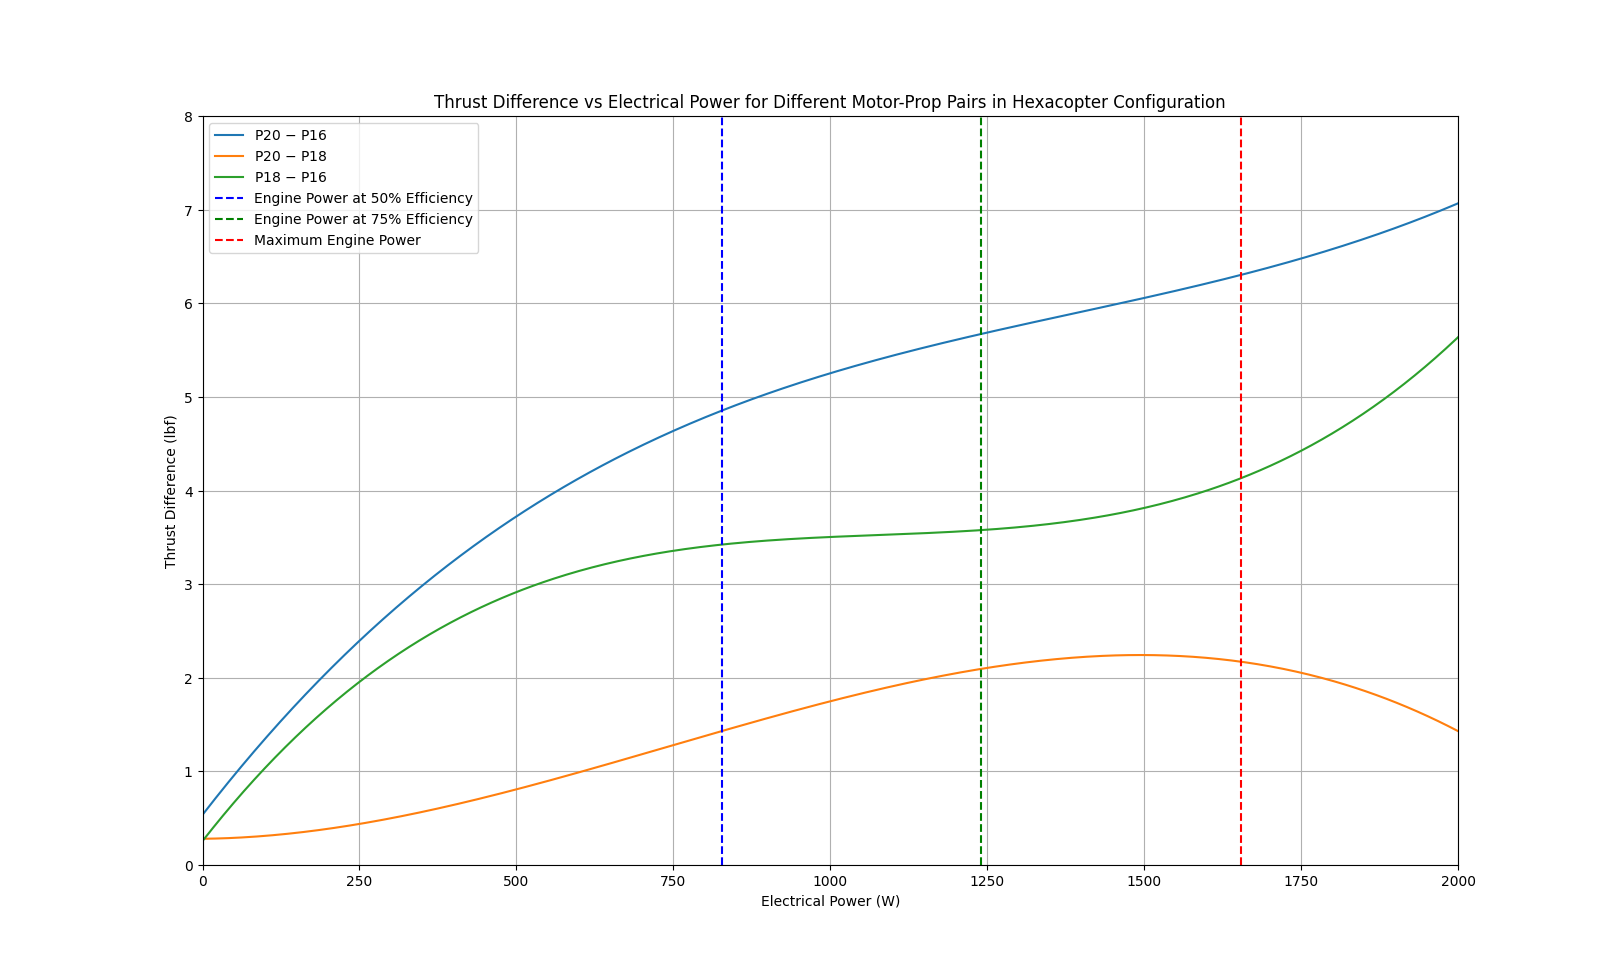 Thrust Difference vs Electrical Power for Different Motor-Prop Pairs in Hexacopter Configuration
P20 − P16
P20 − P18
P18 − P16
Engine Power at 50% Efficiency
Engine Power at 75% Efficiency
Maximum Engine Power
Thrust Difference (lbf)
8
7
6
5
4
3
2
1
0
0 250 500 750 1000 1250 1500 1750 2000
Electrical Power (W)